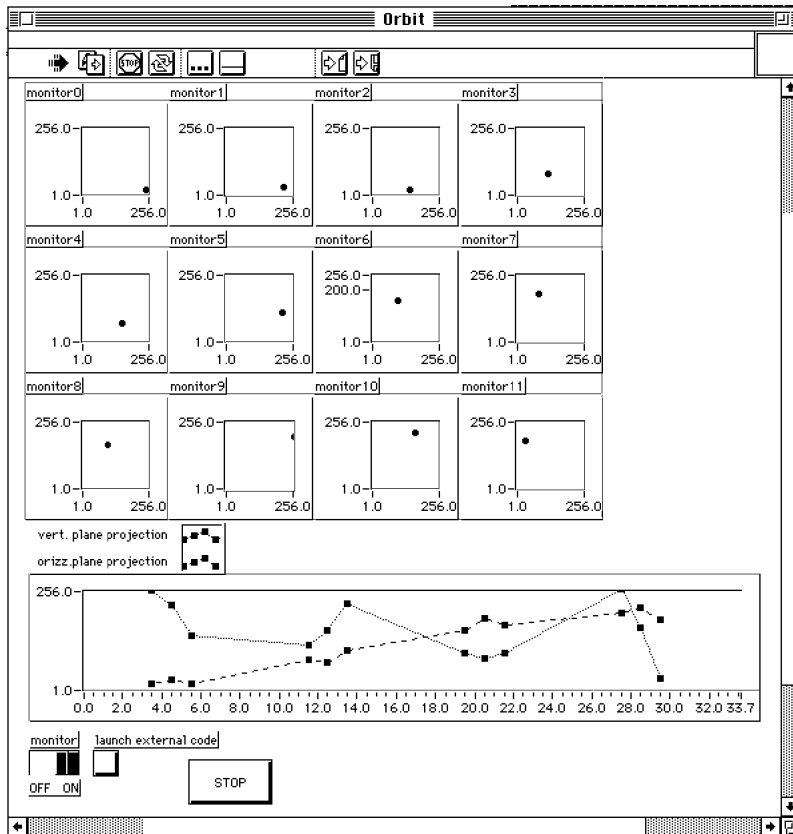 Orbit
STOP
monitor0 monitor1 monitor2 monitor3
256.0 256.0 256.0 256.0
1.0 1.0 1.0 1.0
1.0 256.0 1.0 256.0 1.0 256.0 1.0 256.0
monitor4 monitor5 monitor6 monitor7
256.0 256.0 256.0 256.0
200.0
1.0 1.0 1.0 1.0
1.0 256.0 1.0 256.0 1.0 256.0 1.0 256.0
monitor8 monitor9 monitor10 monitor11
256.0 256.0 256.0 256.0
1.0 1.0 1.0 1.0
1.0 256.0 1.0 256.0 1.0 256.0 1.0 256.0
vert. plane projection
orizz.plane projection
256.0
1.0
0.0 2.0 4.0 6.0 8.0 10.0 12.0 14.0 16.0 18.0 20.0 22.0 24.0 26.0 28.0 30.0 32.0 33.7
monitor launch external code
OFF ON
STOP